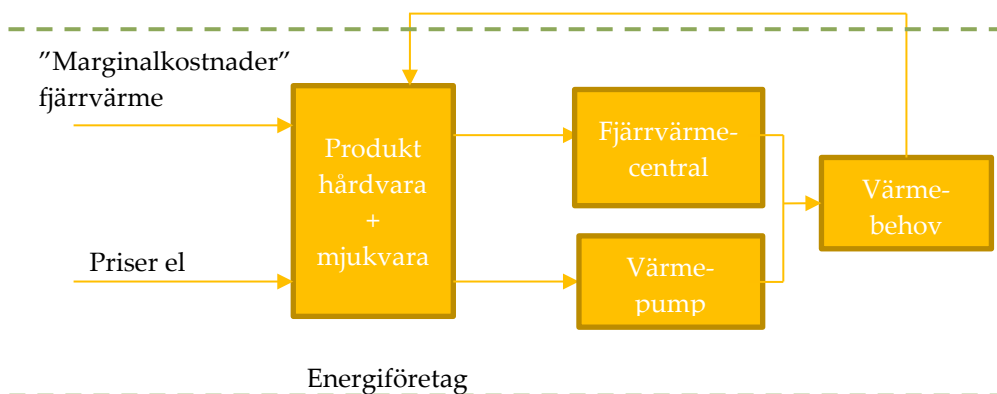 ”Marginalkostnader”
fjärrvärme
Produkt
hårdvara
+
mjukvara
Fjärrvärme-
central
Värme-
behov
Priser el
Värme-
pump
Energiföretag